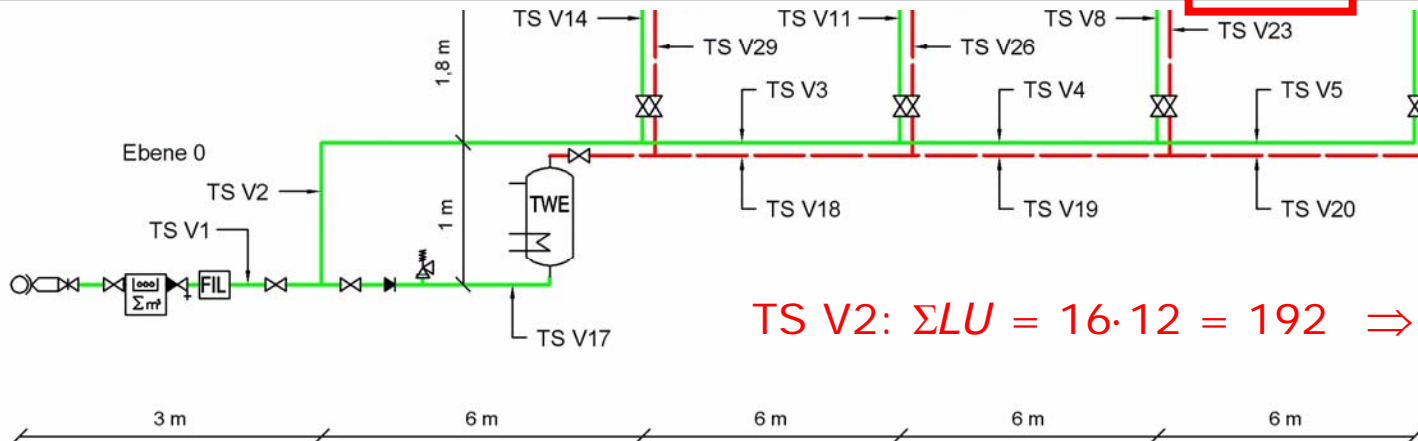 TS V14
TS V11
TS V8
TS V29
TS V26
TS V23
1,8 m
TS V3
TS V4
TS V5
Ebene 0
TS V2
1 m
TWE
TS V18
TS V19
TS V20
TS V1
FIL
Σm³
TS V17
TS V2: ΣLU = 16·12 = 192 ⇒
3 m
6 m
6 m
6 m
6 m